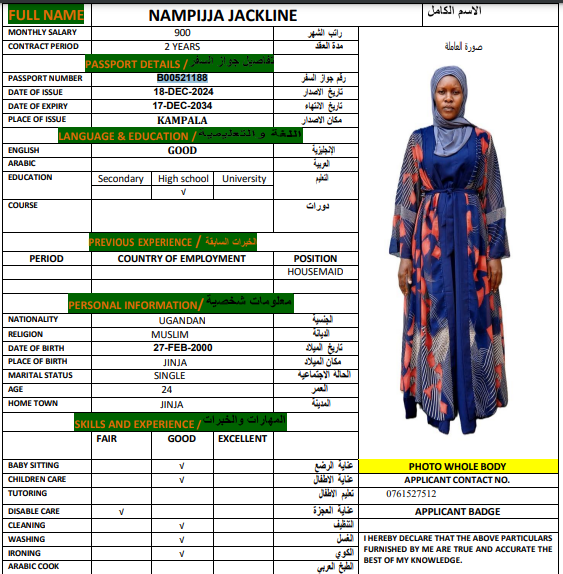 FULL NAME NAMPIJJA JACKLINE الاسم الكامل
MONTHLY SALARY 900 راتب الشهر
CONTRACT PERIOD 2 YEARS مدة العقد
صورة العاملة
PASSPORT DETAILS / تفاصيل جواز السفر
PASSPORT NUMBER B00521188 رقم جواز السفر
DATE OF ISSUE 18-DEC-2024 تاريخ الاصدار
DATE OF EXPIRY 17-DEC-2034 تاريخ الانتهاء
PLACE OF ISSUE KAMPALA مكان الاصدار
LANGUAGE & EDUCATION / اللغة و التعليمية
ENGLISH GOOD الإنجليزية
ARABIC العربية
EDUCATION Secondary High school University التعليم
√
COURSE دورات
PREVIOUS EXPERIENCE / الخبرات السابقة
PERIOD COUNTRY OF EMPLOYMENT POSITION
HOUSEMAID
PERSONAL INFORMATION/ معلومات شخصية
NATIONALITY UGANDAN الجنسية
RELIGION MUSLIM الديانة
DATE OF BIRTH 27-FEB-2000 تاريخ الميلاد
PLACE OF BIRTH JINJA مكان الميلاد
MARITAL STATUS SINGLE الحالة الاجتماعية
AGE 24 العمر
HOME TOWN JINJA المدينة
SKILLS AND EXPERIENCE / المهارات والخبرات
FAIR GOOD EXCELLENT
BABY SITTING √ عناية الرضع
CHILDREN CARE √ عناية الاطفال
TUTORING تعليم الاطفال
DISABLE CARE √ عناية العجزة
CLEANING √ التنظيف
WASHING √ الغسل
IRONING √ الكوي
ARABIC COOK الطبخ العربي
PHOTO WHOLE BODY
APPLICANT CONTACT NO.
0761527512
APPLICANT BADGE
I HEREBY DECLARE THAT THE ABOVE PARTICULARS
FURNISHED BY ME ARE TRUE AND ACCURATE THE
BEST OF MY KNOWLEDGE.